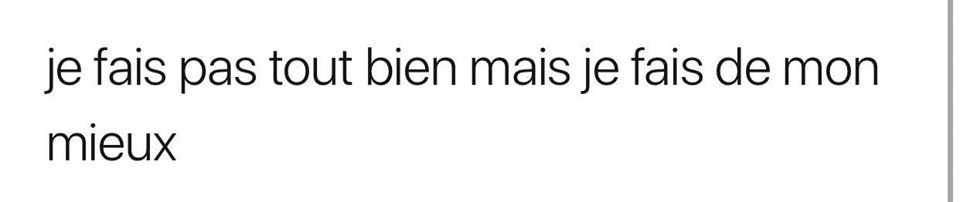 je fais pas tout bien mais je fais de mon
mieux